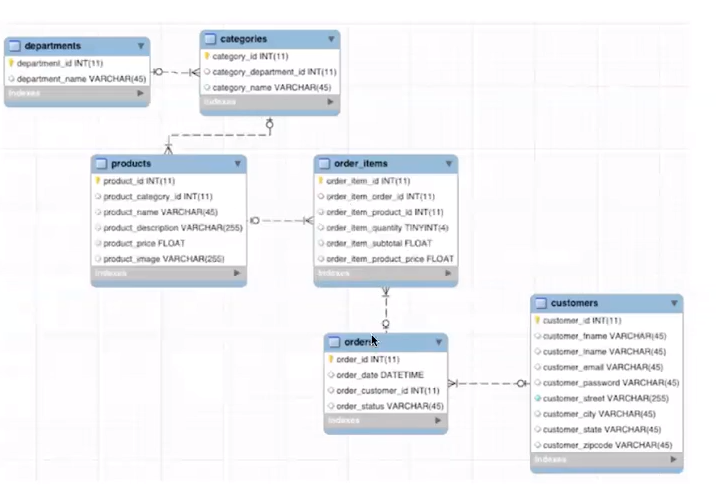 departments
department_id INT(11)
department_name VARCHAR(45)
Indexes
categories
category_id INT(11)
category_department_id INT(11)
category_name VARCHAR(45)
Indexes
products
product_id INT(11)
product_category_id INT(11)
product_name VARCHAR(45)
product_description VARCHAR(255)
product_price FLOAT
product_image VARCHAR(255)
Indexes
order_items
order_item_id INT(11)
order_item_order_id INT(11)
order_item_product_id INT(11)
order_item_quantity TINYINT(4)
order_item_subtotal FLOAT
order_item_product_price FLOAT
Indexes
orders
order_id INT(11)
order_date DATETIME
order_customer_id INT(11)
order_status VARCHAR(45)
Indexes
customers
customer_id INT(11)
customer_fname VARCHAR(45)
customer_lname VARCHAR(45)
customer_email VARCHAR(45)
customer_password VARCHAR(45)
customer_street VARCHAR(255)
customer_city VARCHAR(45)
customer_state VARCHAR(45)
customer_zipcode VARCHAR(45)
Indexes